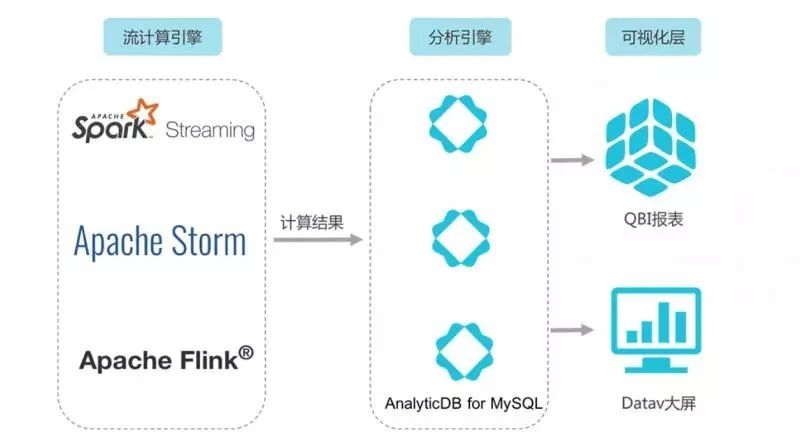 流计算引擎
分析引擎
可视化层
APACHE
Spark™ Streaming
Apache Storm
Apache Flink®
计算结果
AnalyticDB for MySQL
QBI报表
Datav大屏